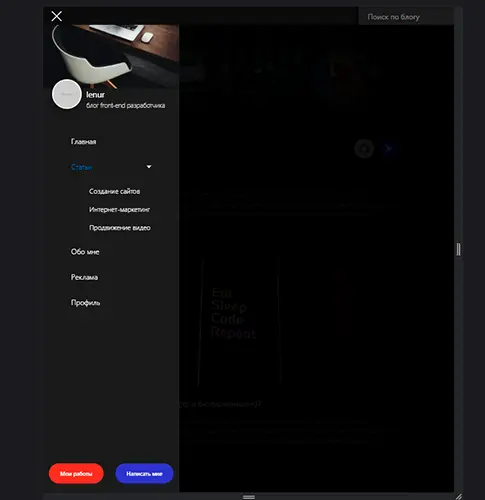 Поиск по блогу
lenur
блог front-end разработчика
Главная
Статьи
Создание сайтов
Интернет-маркетинг
Продвижение видео
Обо мне
Реклама
Профиль
Eat
Sleep
Code
Repeat
Мои работы
Написать мне